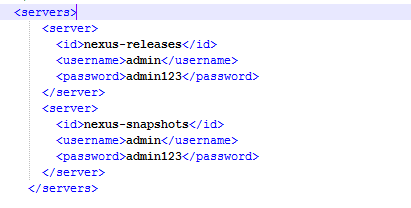 <servers>
<server>
<id>nexus-releases</id>
<username>admin</username>
<password>admin123</password>
</server>
<server>
<id>nexus-snapshots</id>
<username>admin</username>
<password>admin123</password>
</server>
</servers>